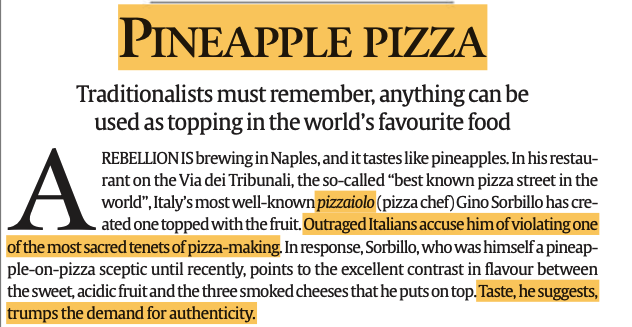 PINEAPPLE PIZZA
Traditionalists must remember, anything can be
used as topping in the world's favourite food
A REBELLION IS brewing in Naples, and it tastes like pineapples. In his restau-
rant on the Via dei Tribunali, the so-called “best known pizza street in the
world”, Italy's most well-known pizzaiolo (pizza chef) Gino Sorbillo has cre-
ated one topped with the fruit. Outraged Italians accuse him of violating one
of the most sacred tenets of pizza-making. In response, Sorbillo, who was himself a pineap-
ple-on-pizza sceptic until recently, points to the excellent contrast in flavour between
the sweet, acidic fruit and the three smoked cheeses that he puts on top. Taste, he suggests,
trumps the demand for authenticity.